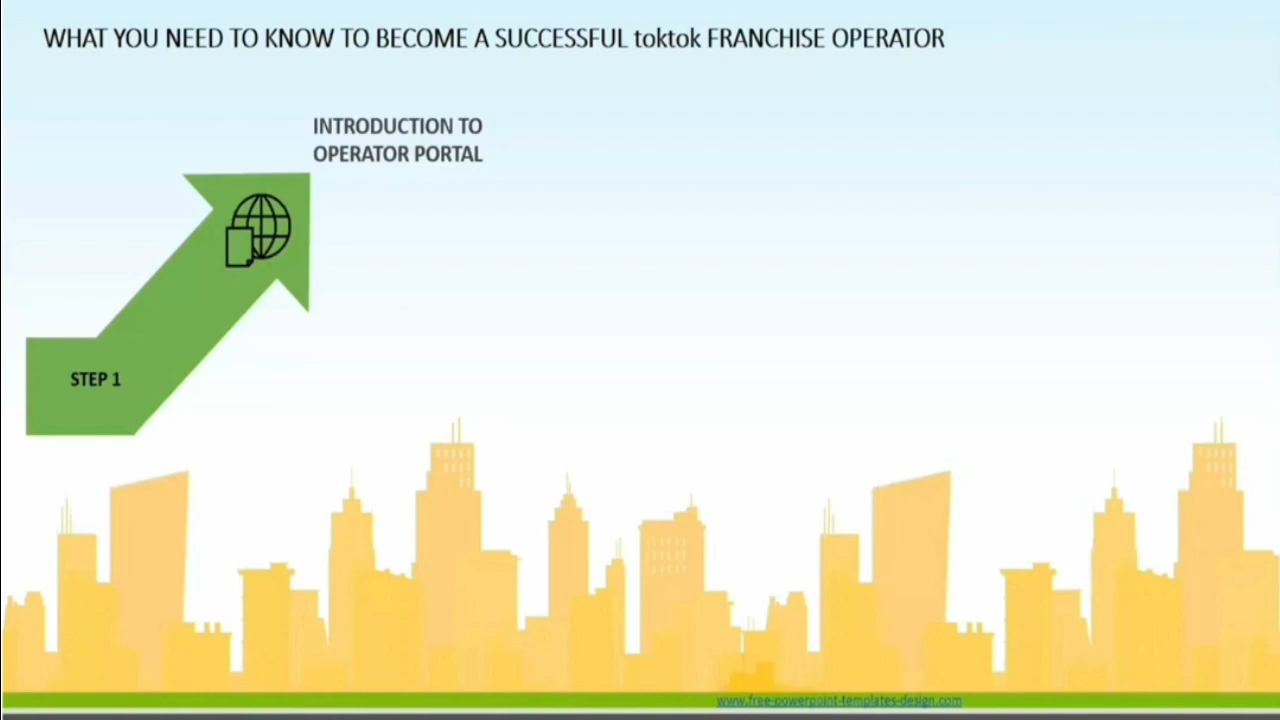 WHAT YOU NEED TO KNOW TO BECOME A SUCCESSFUL toktok FRANCHISE OPERATOR
INTRODUCTION TO
OPERATOR PORTAL
STEP 1
www.free-powerpoint-templates-design.com